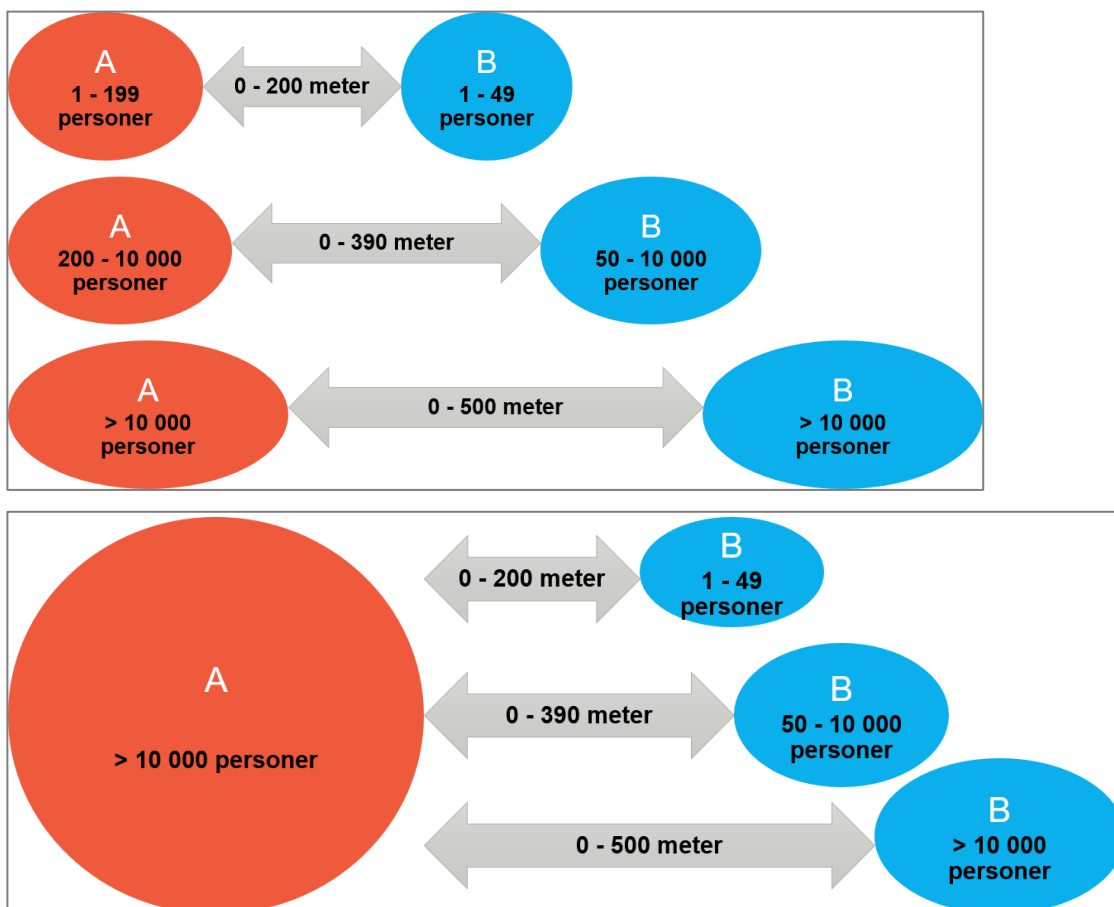 A
1 - 199
personer
0 - 200 meter
B
1 - 49
personer
A
200 - 10 000
personer
0 - 390 meter
B
50 - 10 000
personer
A
> 10 000
personer
0 - 500 meter
B
> 10 000
personer
A
> 10 000 personer
0 - 200 meter
B
1 - 49
personer
0 - 390 meter
B
50 - 10 000
personer
0 - 500 meter
B
> 10 000
personer